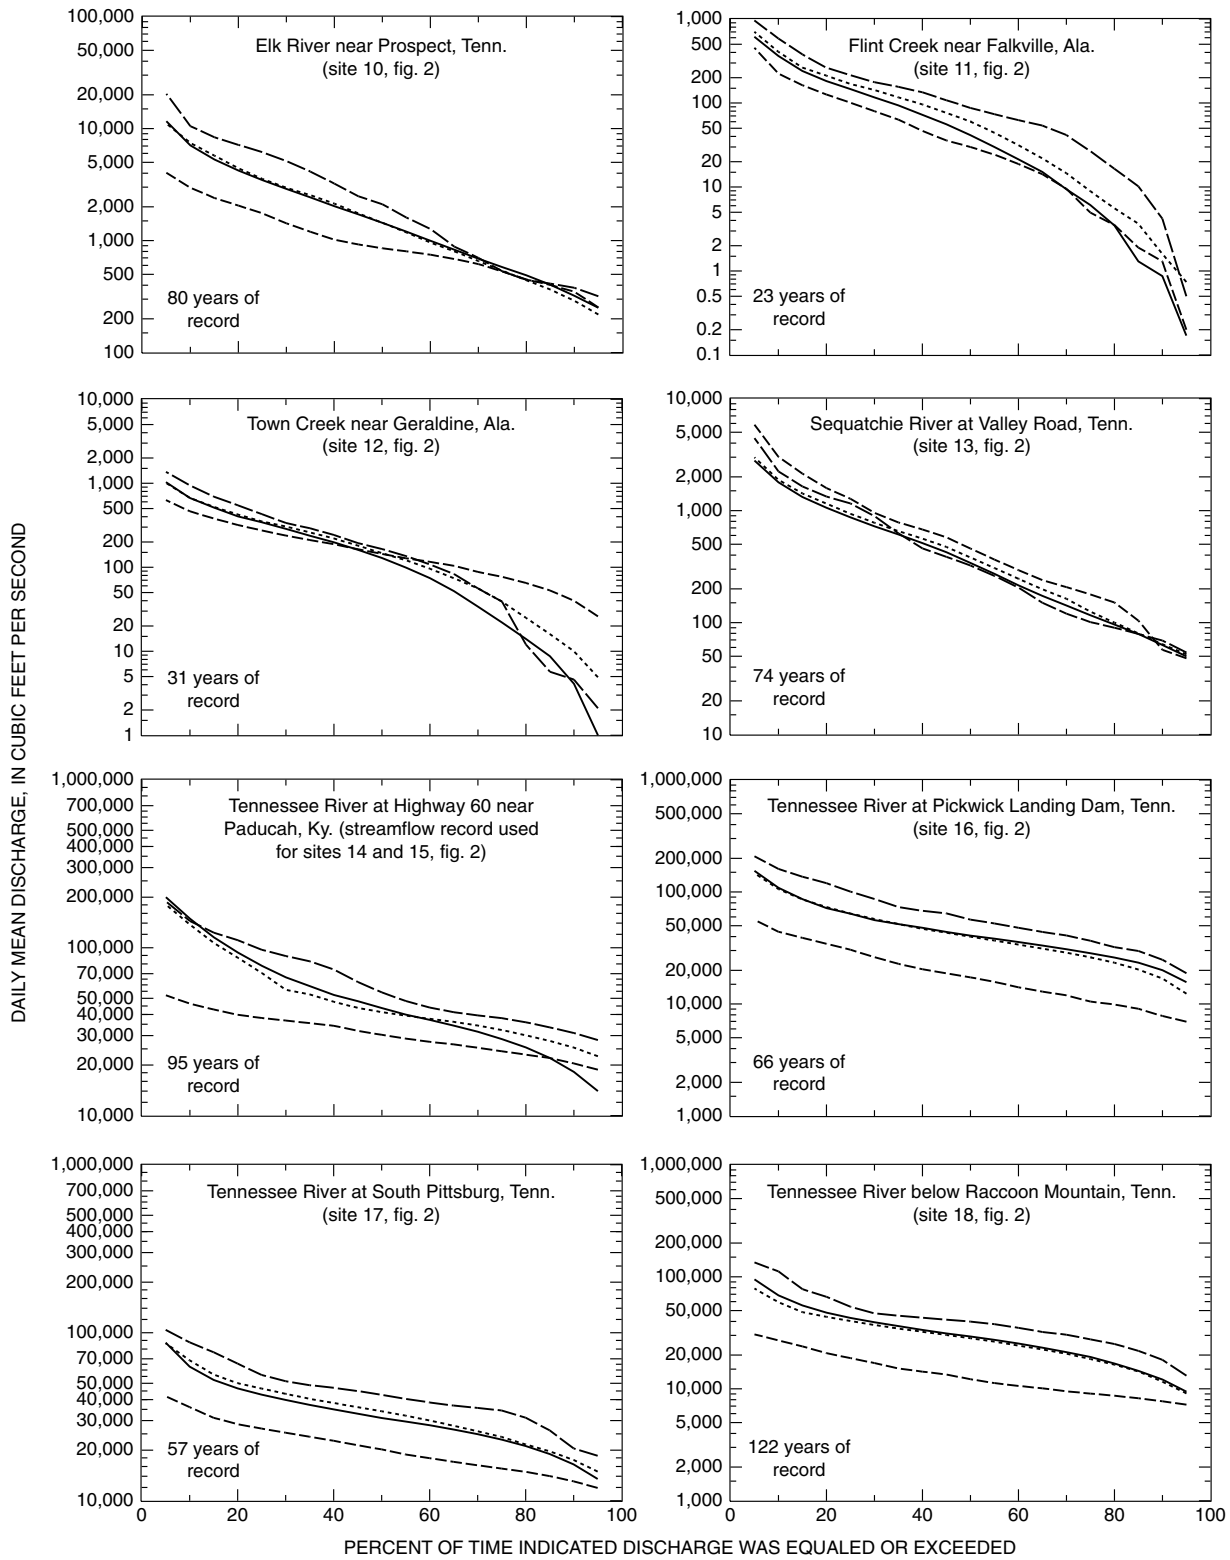 DAILY MEAN DISCHARGE, IN CUBIC FEET PER SECOND
100,000
20,000
10,000
5,000
2,000
1,000
500
200
100
Elk River near Prospect, Tenn.
(site 10, fig. 2)
80 years of
record
1,000
500
200
100
50
20
10
5
2
1
0.5
0.2
0.1
Flint Creek near Falkville, Ala.
(site 11, fig. 2)
23 years of
record
10,000
5,000
2,000
1,000
500
200
100
50
20
10
5
2
1
Town Creek near Geraldine, Ala.
(site 12, fig. 2)
31 years of
record
10,000
5,000
2,000
1,000
500
200
100
50
20
10
Sequatchie River at Valley Road, Tenn.
(site 13, fig. 2)
74 years of
record
1,000,000
700,000
500,000
400,000
300,000
200,000
100,000
70,000
50,000
40,000
30,000
20,000
10,000
Tennessee River at Highway 60 near
Paducah, Ky. (streamflow record used
for sites 14 and 15, fig. 2)
95 years of
record
1,000,000
500,000
200,000
100,000
50,000
20,000
10,000
5,000
2,000
1,000
Tennessee River at Pickwick Landing Dam, Tenn.
(site 16, fig. 2)
66 years of
record
1,000,000
700,000
500,000
400,000
300,000
200,000
100,000
70,000
50,000
40,000
30,000
20,000
10,000
Tennessee River at South Pittsburg, Tenn.
(site 17, fig. 2)
57 years of
record
0 20 40 60 80 100
1,000,000
500,000
200,000
100,000
50,000
20,000
10,000
5,000
2,000
1,000
Tennessee River below Raccoon Mountain, Tenn.
(site 18, fig. 2)
122 years of
record
0 20 40 60 80 100
PERCENT OF TIME INDICATED DISCHARGE WAS EQUALED OR EXCEEDED